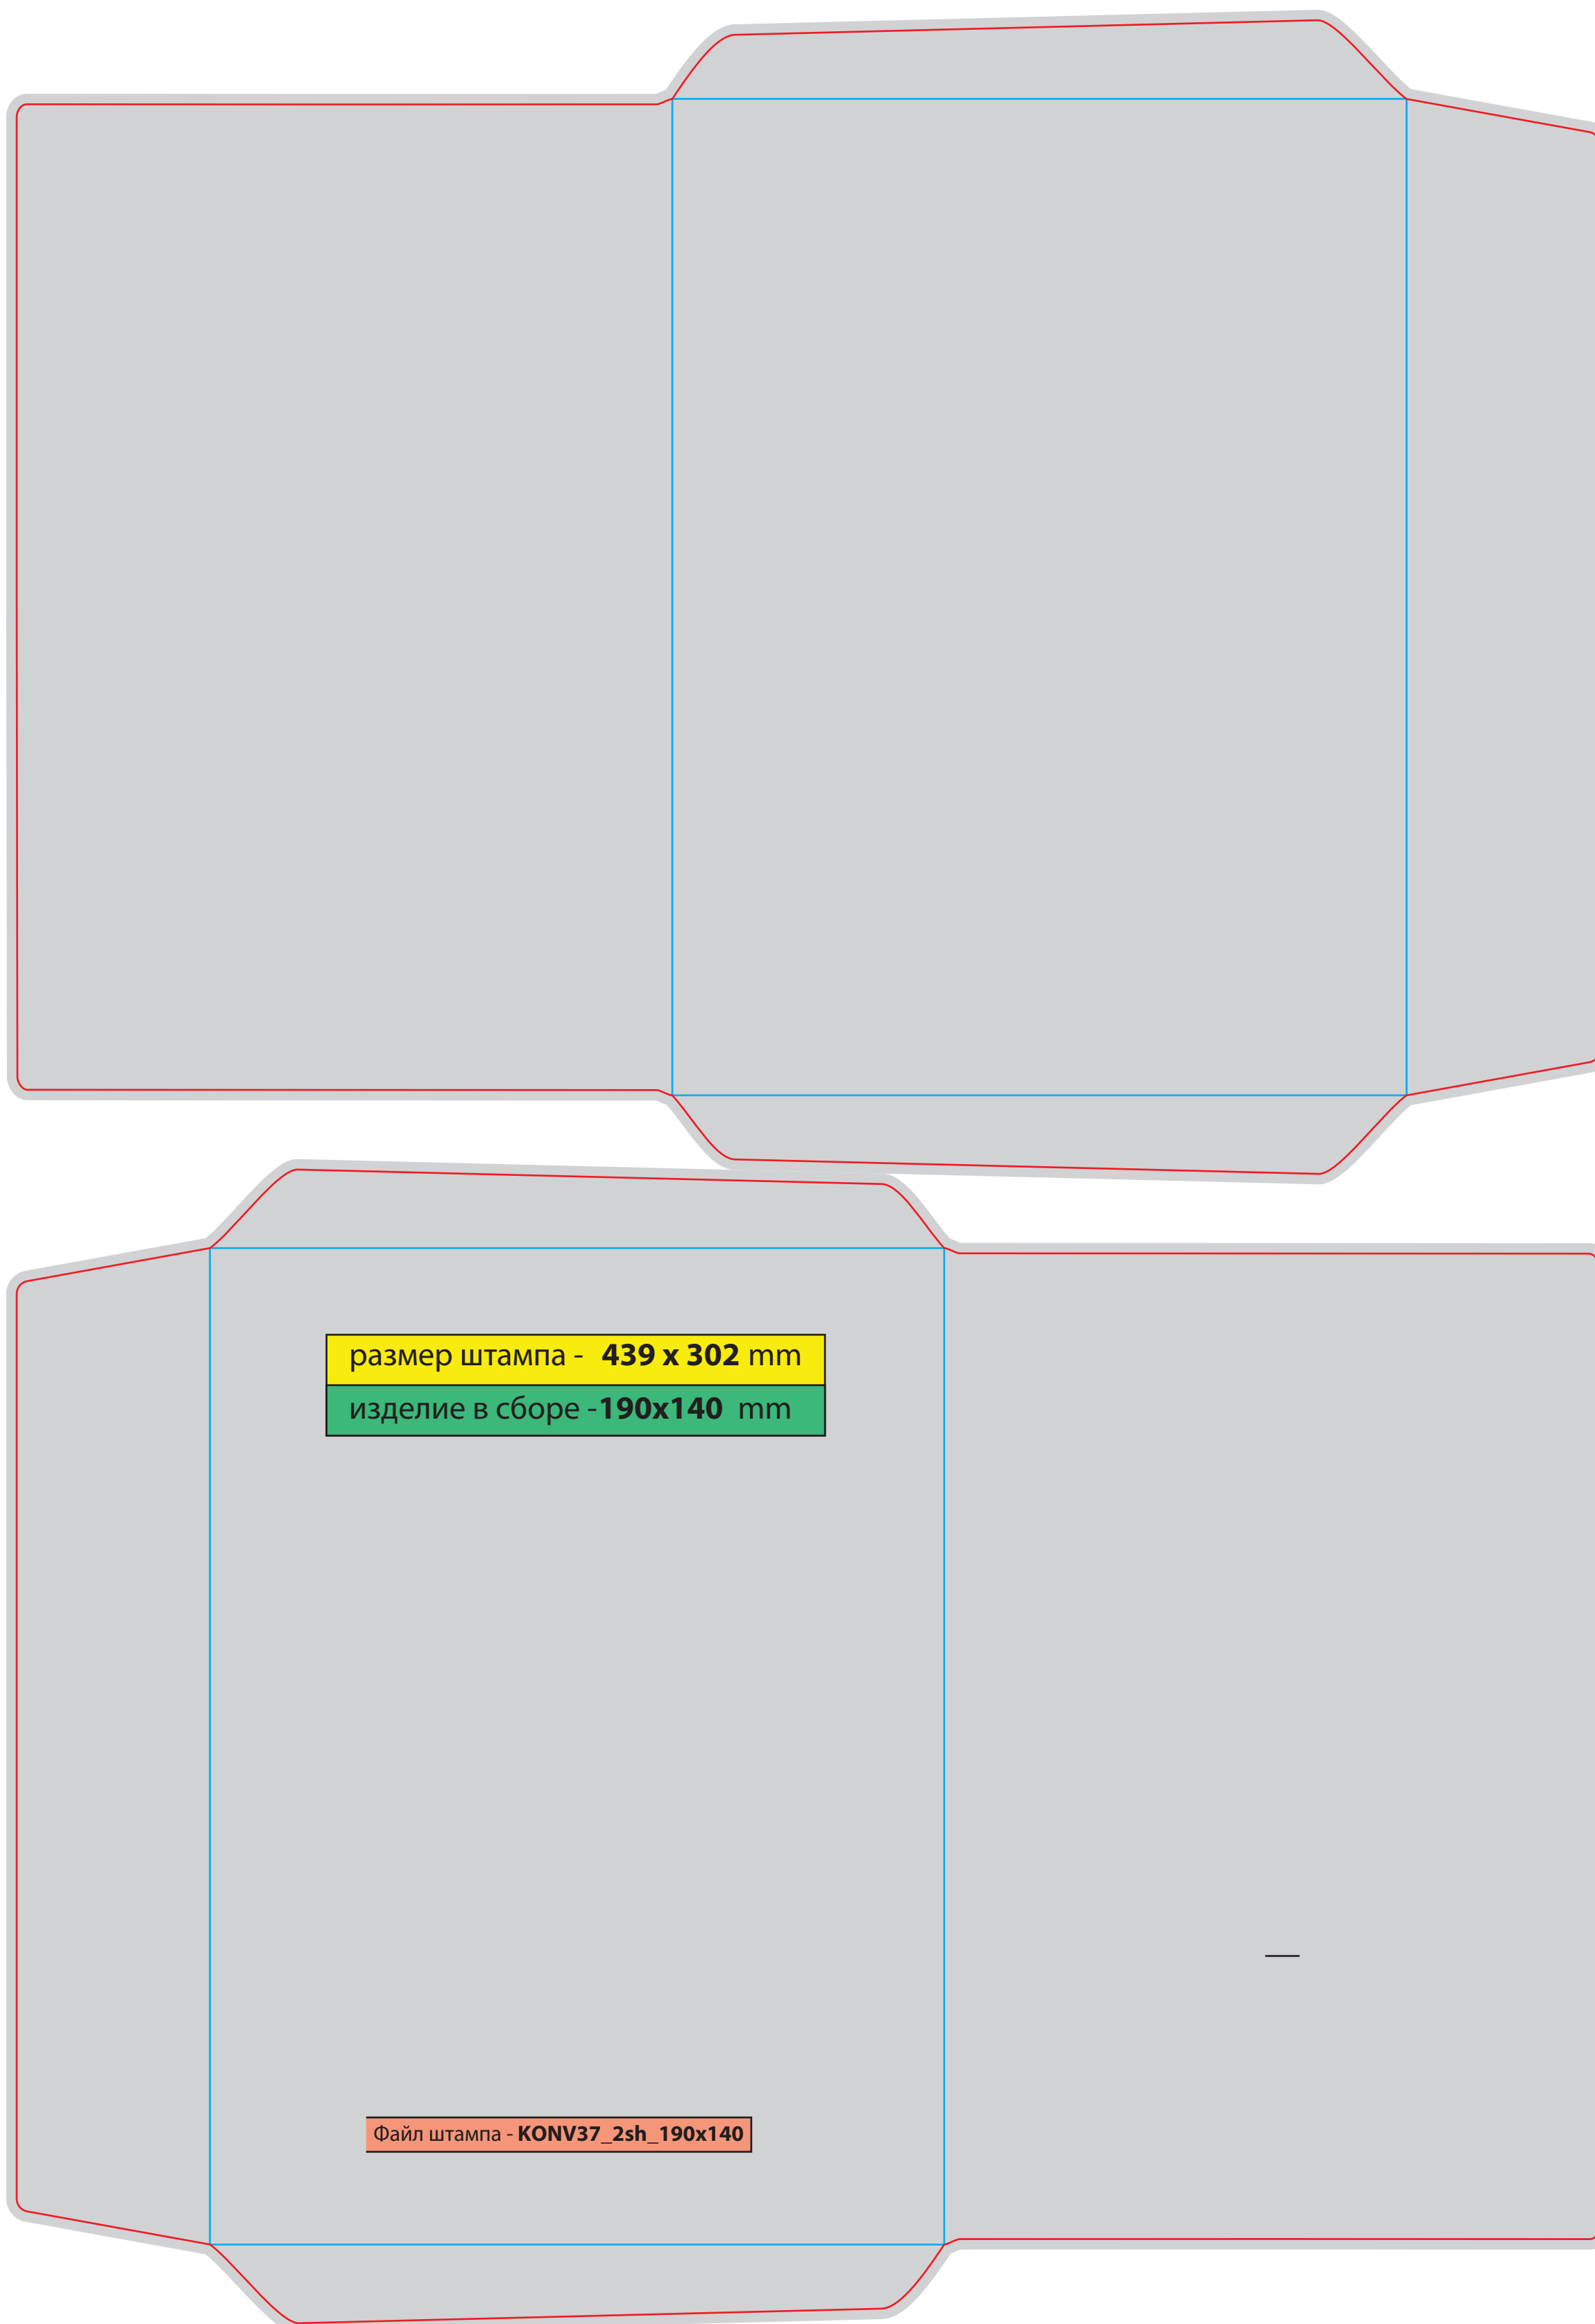 размер штампа - 439 x 302 mm
изделие в сборе -190x140 mm
Файл штампа - KONV37_2sh_190x140